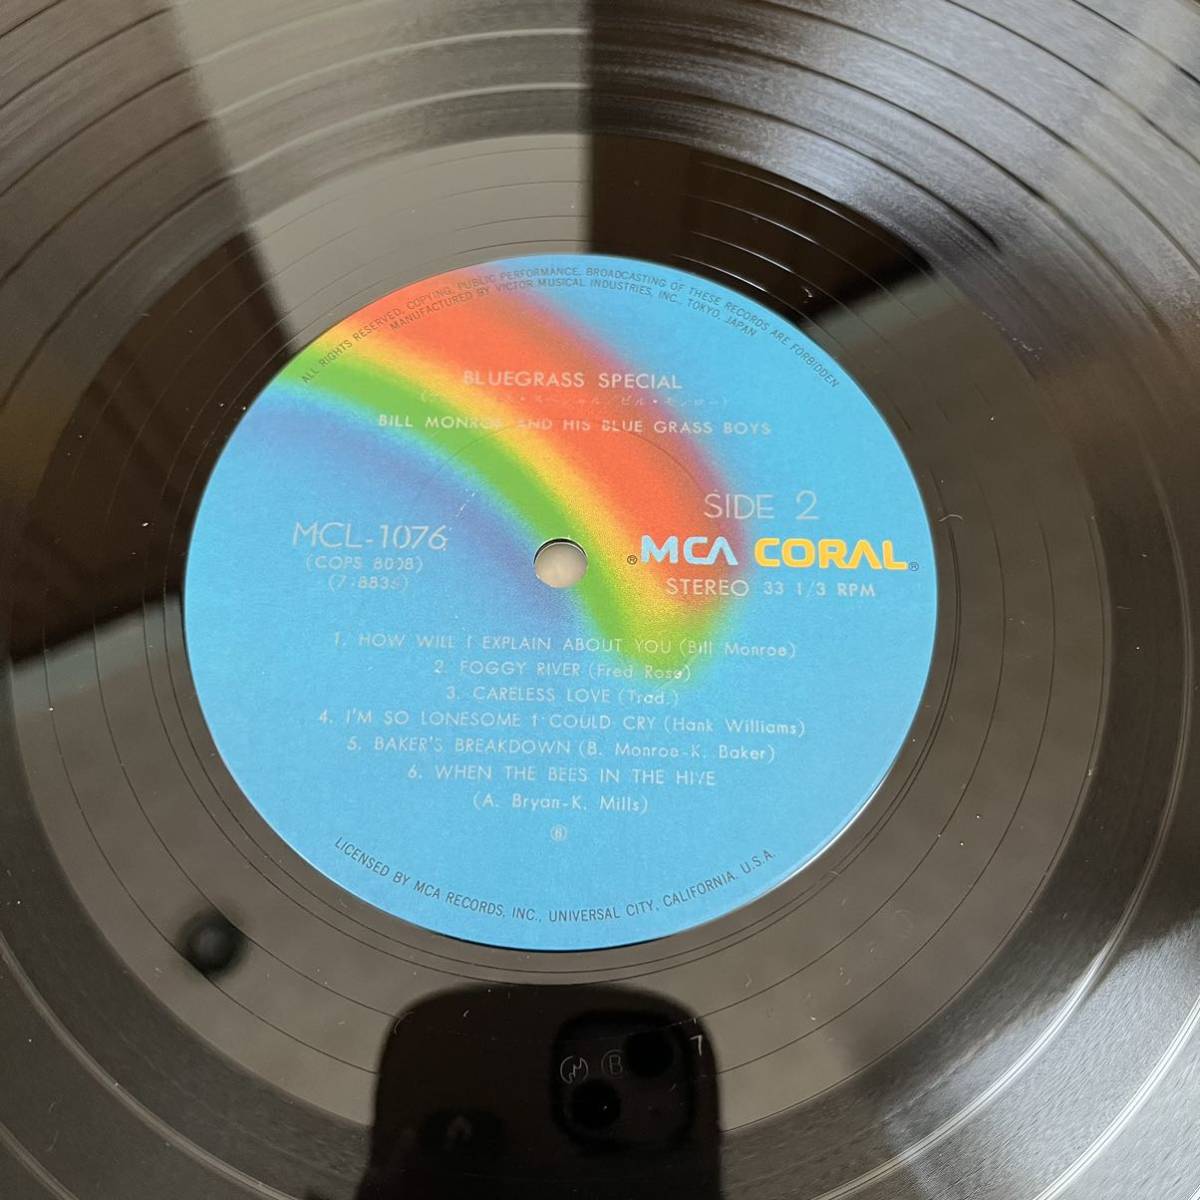 ALL RIGHTS RESERVED. COPYING, PUBLIC PERFORMANCE, BROADCASTING OF THESE RECORDS ARE FORBIDDEN
MANUFACTURED BY VICTOR MUSICAL INDUSTRIES, INC. TOKYO, JAPAN
BLUEGRASS SPECIAL
BILL MONROE AND HIS BLUE GRASS BOYS
SIDE 2
MCL-1076
(COPS 8008)
® MCA CORAL ®
STEREO 33 1/3 RPM
1. HOW WILL I EXPLAIN ABOUT YOU (Bill Monroe)
2. FOGGY RIVER (Fred Rose)
3. CARELESS LOVE (Trad.)
4. I'M SO LONESOME I COULD CRY (Hank Williams)
5. BAKER'S BREAKDOWN (B. Monroe-K. Baker)
6. WHEN THE BEES IN THE HIVE
(A. Bryan-K. Mills)
LICENSED BY MCA RECORDS, INC., UNIVERSAL CITY, CALIFORNIA, U.S.A.
B 7